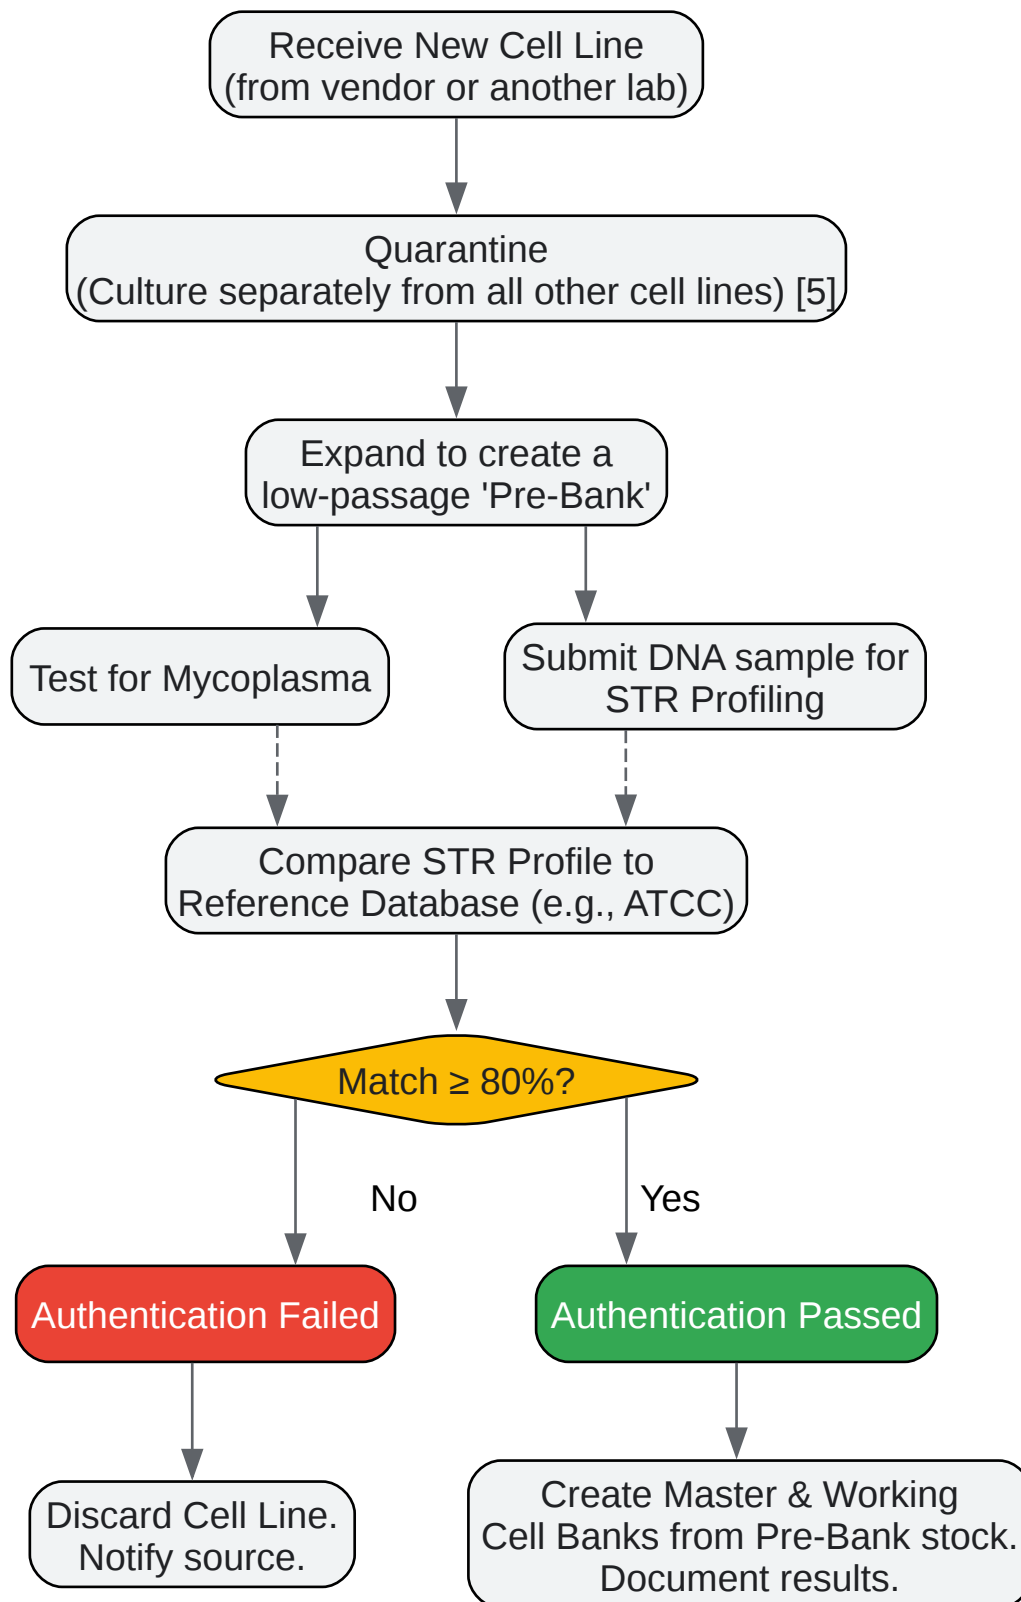 Receive New Cell Line
(from vendor or another lab)
Quarantine
(Culture separately from all other cell lines) [5]
Expand to create a
low-passage 'Pre-Bank'
Test for Mycoplasma
Submit DNA sample for
STR Profiling
Compare STR Profile to
Reference Database (e.g., ATCC)
Match ≥ 80%?
No
Yes
Authentication Failed
Authentication Passed
Discard Cell Line.
Notify source.
Create Master & Working
Cell Banks from Pre-Bank stock.
Document results.